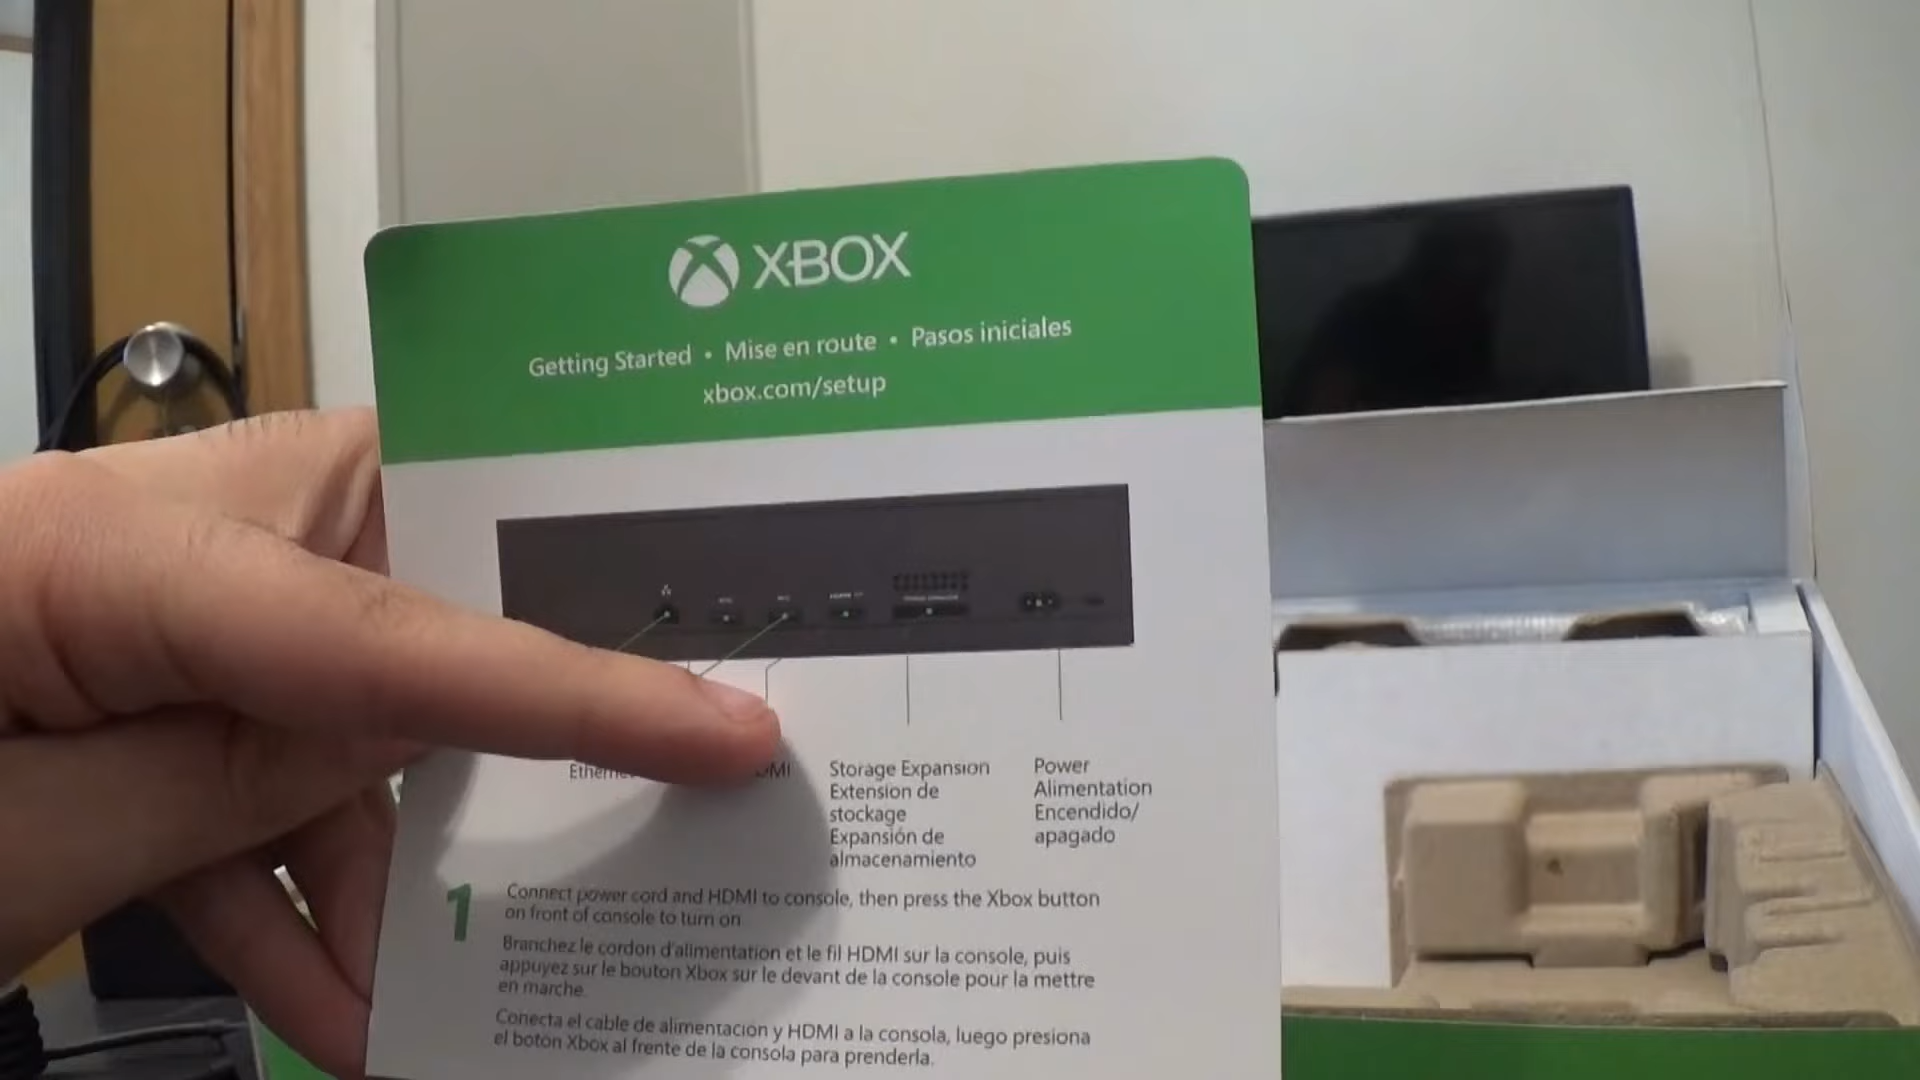 XBOX
Getting Started • Mise en route • Pasos iniciales
xbox.com/setup
Storage Expansion
Extension de
stockage
Expansión de
almacenamiento
Power
Alimentation
Encendido/
apagado
1
Connect power cord and HDMI to console, then press the Xbox button
on front of console to turn on.
Branchez le cordon d'alimentation et le fil HDMI sur la console, puis
appuyez sur le bouton Xbox sur le devant de la console pour la mettre
en marche.
Conecta el cable de alimentación y HDMI a la consola, luego presiona
el botón Xbox al frente de la consola para prenderla.